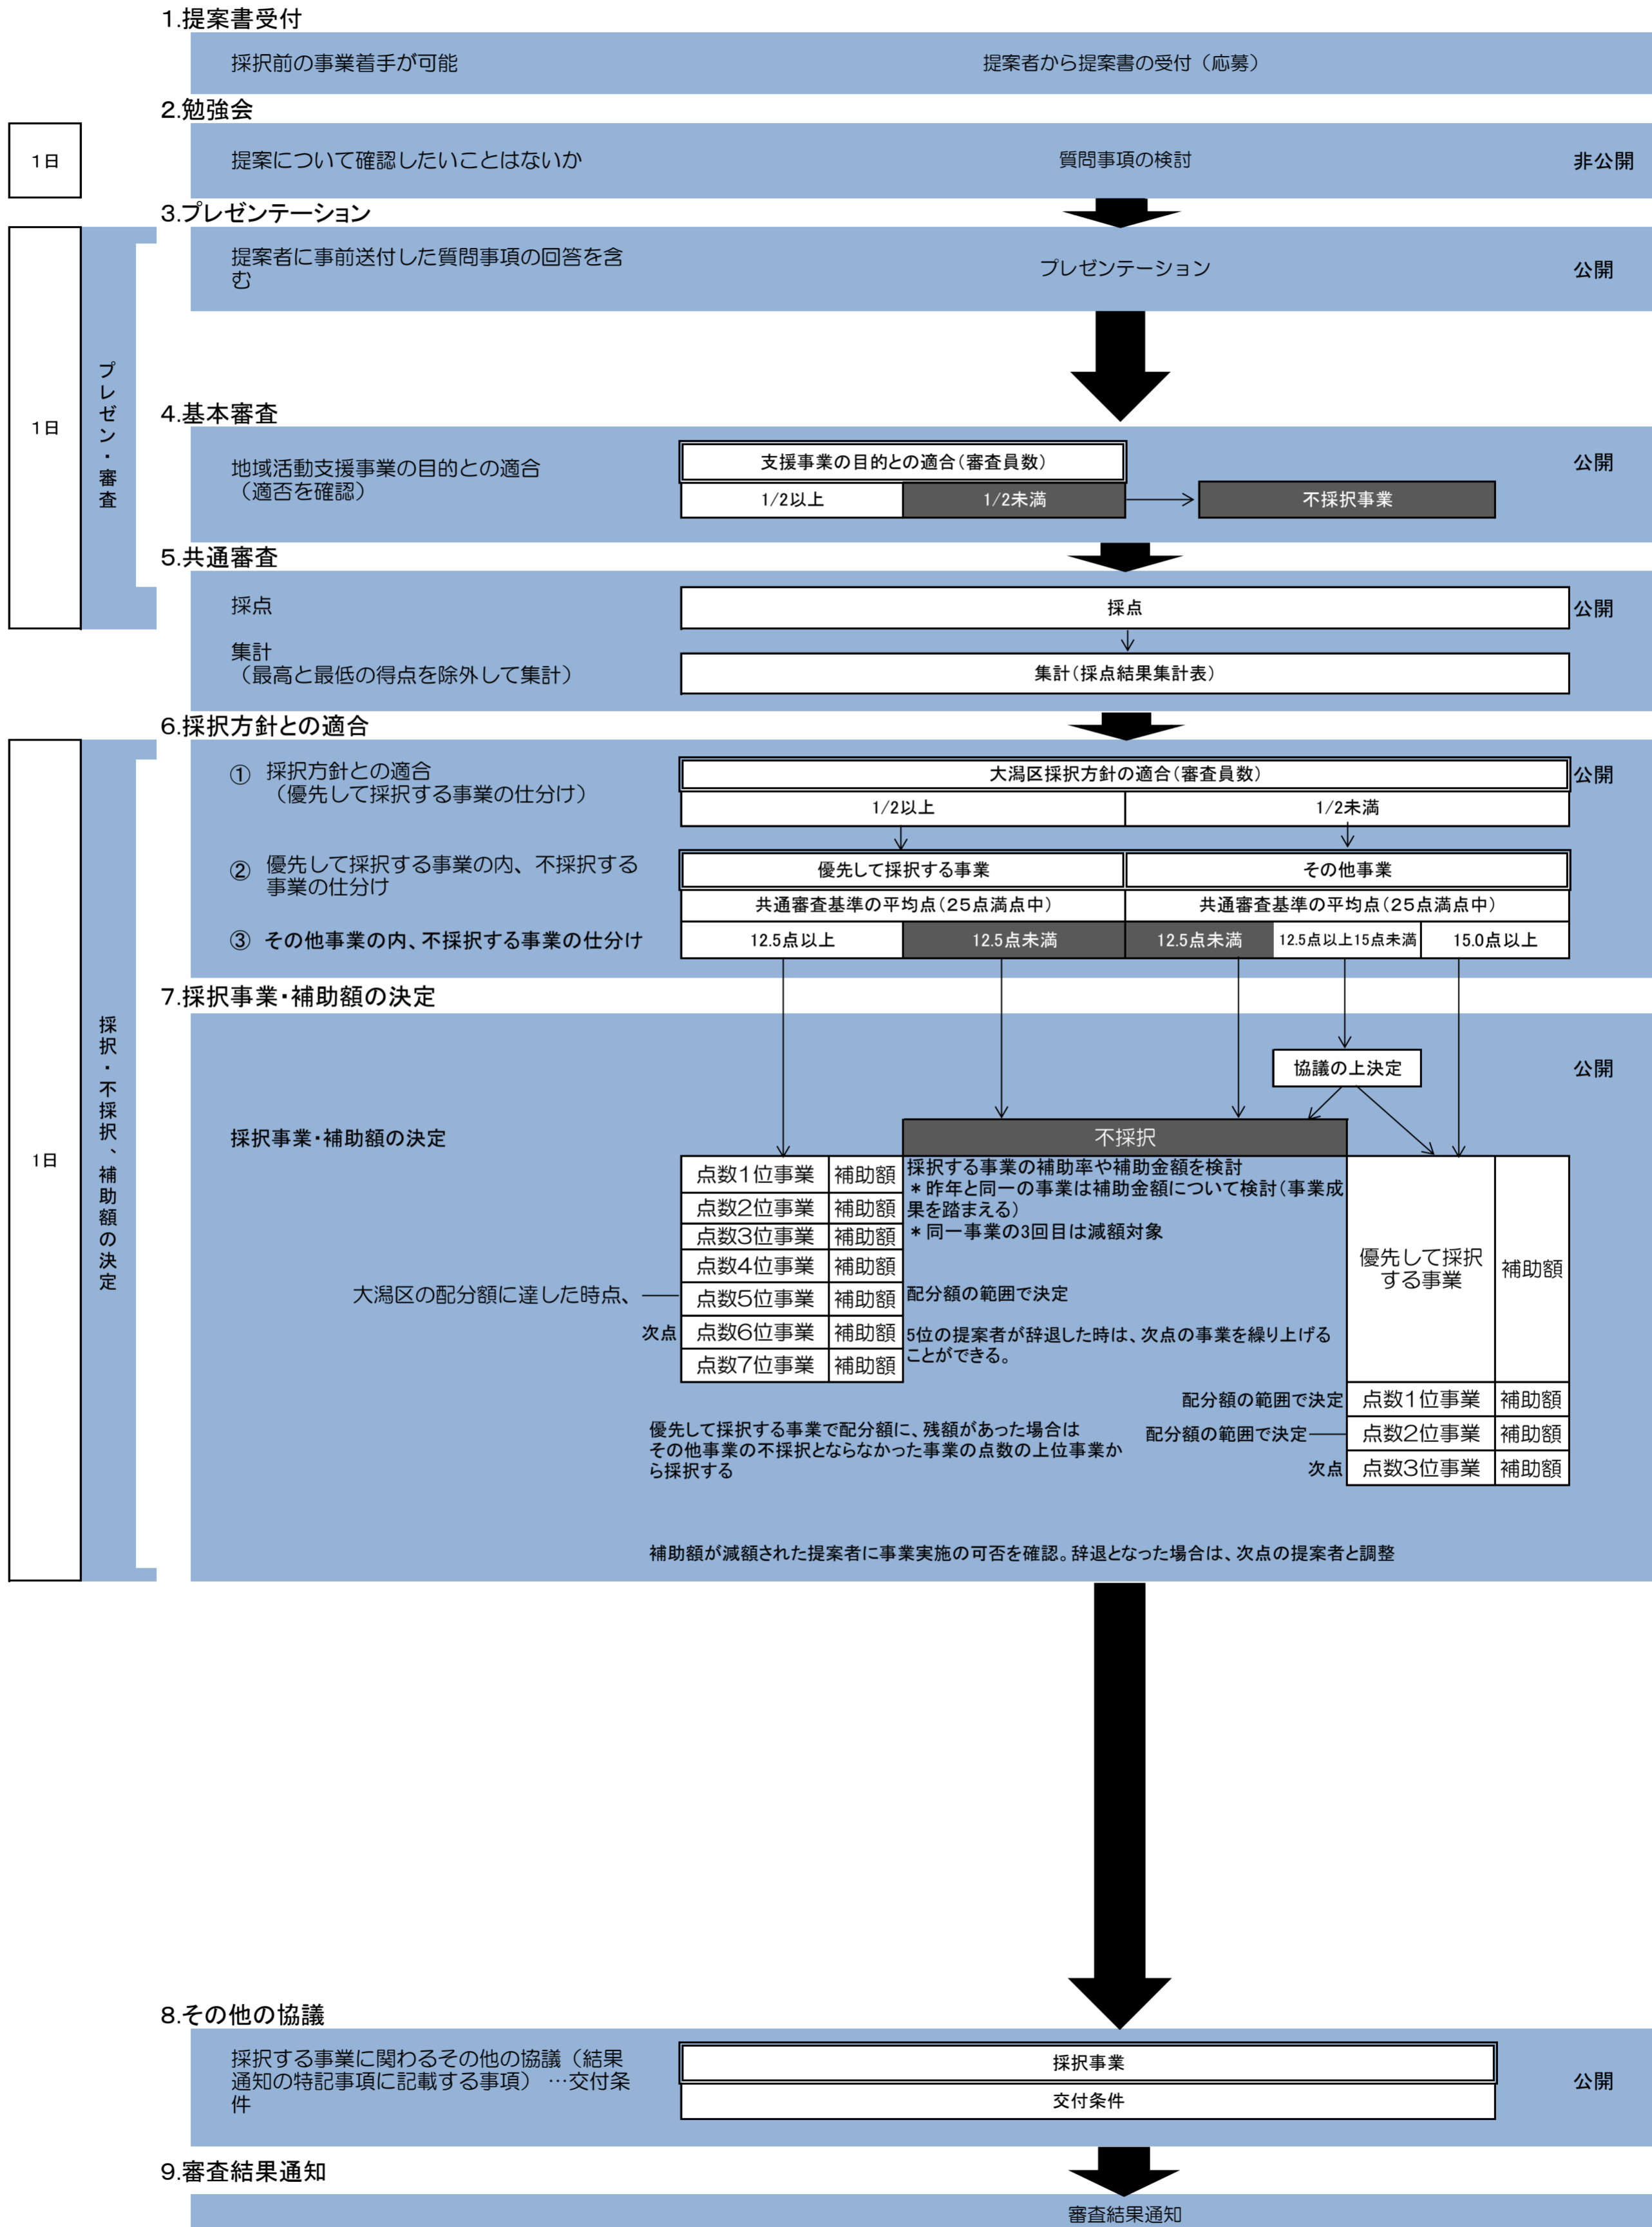 1.提案書受付
採択前の事業着手が可能
提案者から提案書の受付（応募）
2.勉強会
1日
提案について確認したいことはないか
質問事項の検討
非公開
3.プレゼンテーション
提案者に事前送付した質問事項の回答を含
む
プレゼンテーション
公開
1日
プレゼン・審査
4.基本審査
地域活動支援事業の目的との適合
（適否を確認）
支援事業の目的との適合（審査員数）
1/2以上
1/2未満
不採択事業
公開
5.共通審査
採点
採点
公開
集計
（最高と最低の得点を除外して集計）
集計（採点結果集計表）
6.採択方針との適合
① 採択方針との適合
（優先して採択する事業の仕分け）
大潟区採択方針の適合（審査員数）
公開
1/2以上
1/2未満
② 優先して採択する事業の内、不採択する
事業の仕分け
優先して採択する事業
その他事業
共通審査基準の平均点（25点満点中）
共通審査基準の平均点（25点満点中）
③ その他事業の内、不採択する事業の仕分け
12.5点以上
12.5点未満
12.5点未満
12.5点以上15点未満
15.0点以上
7.採択事業・補助額の決定
1日
採択・不採択、補助額の決定
協議の上決定
公開
採択事業・補助額の決定
不採択
点数1位事業 補助額
点数2位事業 補助額
点数3位事業 補助額
点数4位事業 補助額
点数5位事業 補助額
点数6位事業 補助額
点数7位事業 補助額
採択する事業の補助率や補助金額を検討
＊昨年と同一の事業は補助金額について検討（事業成
果を踏まえる）
＊同一事業の3回目は減額対象
大潟区の配分額に達した時点、
配分額の範囲で決定
次点
5位の提案者が辞退した時は、次点の事業を繰り上げる
ことができる。
優先して採択
する事業
補助額
配分額の範囲で決定
点数1位事業 補助額
配分額の範囲で決定
点数2位事業 補助額
次点
点数3位事業 補助額
優先して採択する事業で配分額に、残額があった場合は
その他事業の不採択とならなかった事業の点数の上位事業か
ら採択する
補助額が減額された提案者に事業実施の可否を確認。辞退となった場合は、次点の提案者と調整
8.その他の協議
採択する事業に関わるその他の協議（結果
通知の特記事項に記載する事項） …交付条
件
採択事業
交付条件
公開
9.審査結果通知
審査結果通知